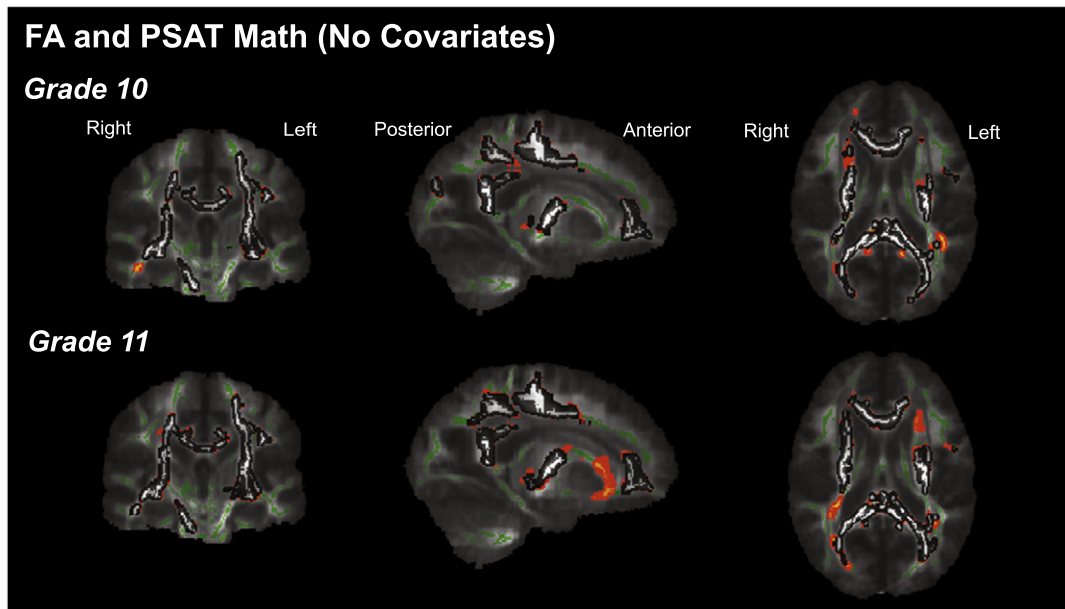 FA and PSAT Math (No Covariates)
Grade 10
Right Left Posterior Anterior Right Left
Grade 11